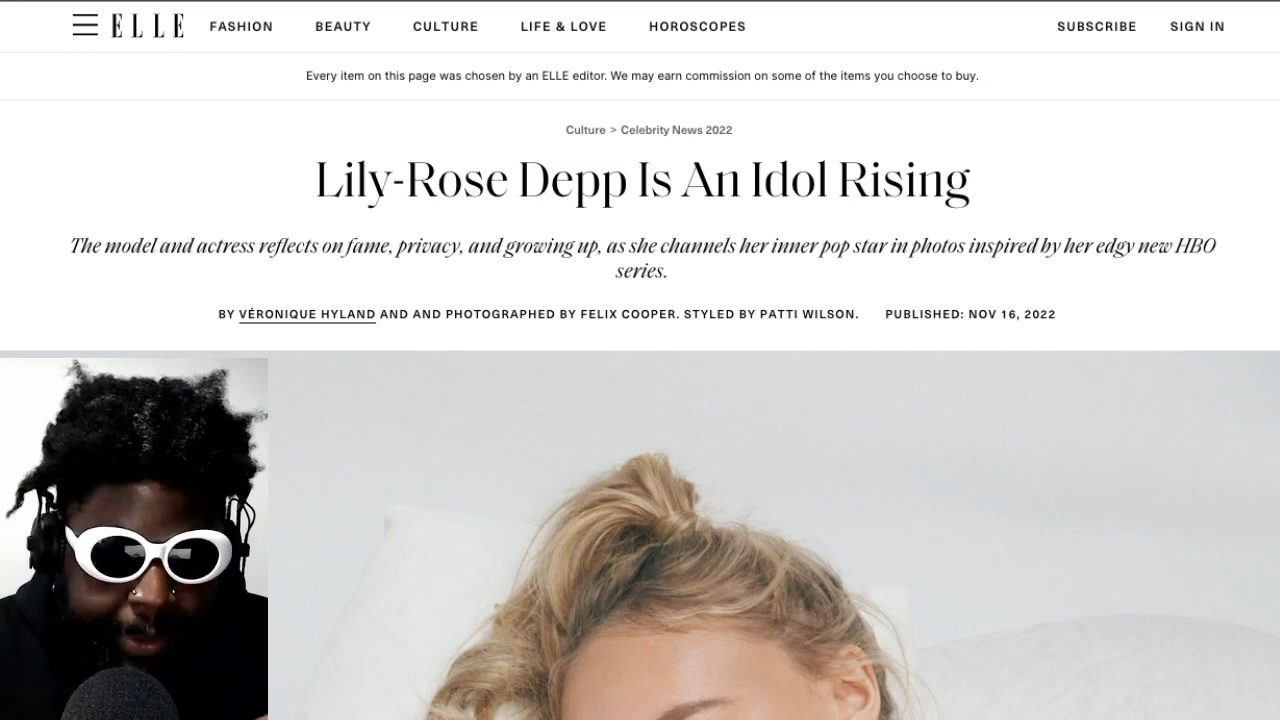 ELLE FASHION BEAUTY CULTURE LIFE & LOVE HOROSCOPES SUBSCRIBE SIGN IN
Every item on this page was chosen by an ELLE editor. We may earn commission on some of the items you choose to buy.
Culture > Celebrity News 2022
Lily-Rose Depp Is An Idol Rising
The model and actress reflects on fame, privacy, and growing up, as she channels her inner pop star in photos inspired by her edgy new HBO
series.
BY VÉRONIQUE HYLAND AND AND PHOTOGRAPHED BY FELIX COOPER. STYLED BY PATTI WILSON. PUBLISHED: NOV 16, 2022